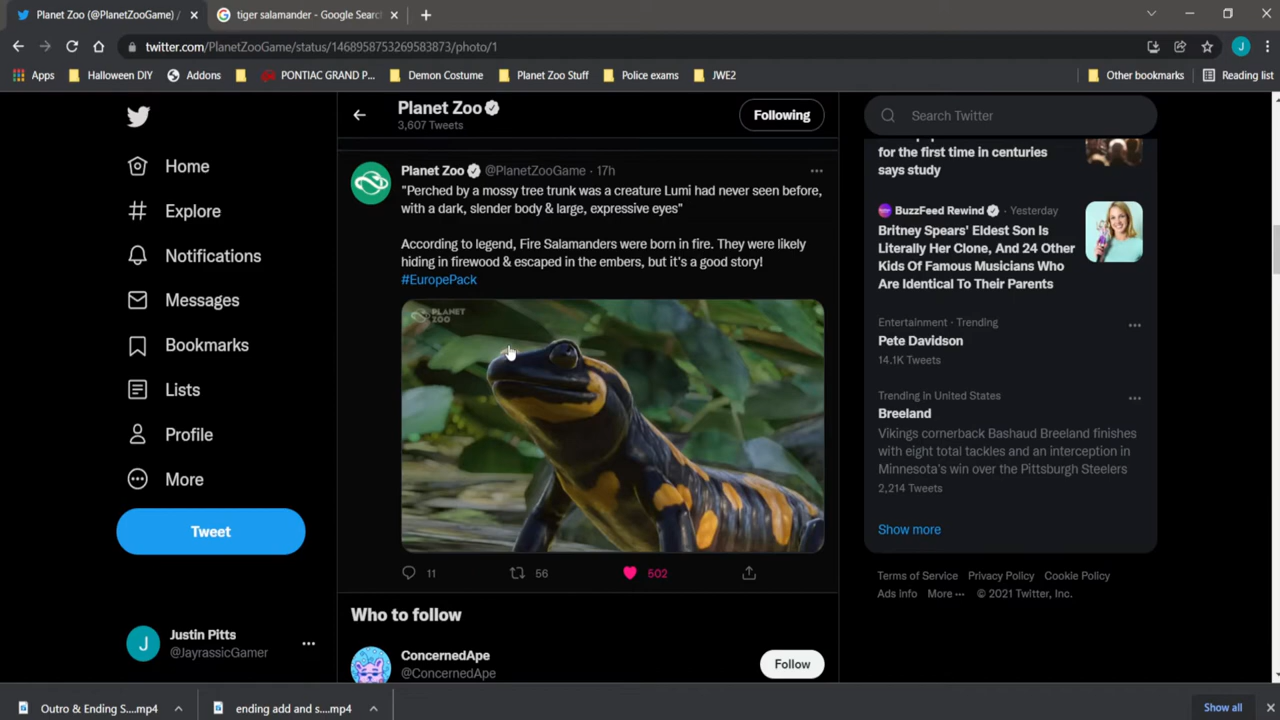 Planet Zoo (@PlanetZooGame) /
tiger salamander - Google Searc
twitter.com/PlanetZooGame/status/1468958753269583873/photo/1
J
Apps
Halloween DIY
Addons
PONTIAC GRAND P...
Demon Costume
Planet Zoo Stuff
Police exams
JWE2
Other bookmarks
Reading list
Home
Explore
Notifications
Messages
Bookmarks
Lists
Profile
More
Tweet
J
Justin Pitts
@JayrassicGamer
Planet Zoo
3,607 Tweets
Following
Planet Zoo @PlanetZooGame · 17h
"Perched by a mossy tree trunk was a creature Lumi had never seen before,
with a dark, slender body & large, expressive eyes"
According to legend, Fire Salamanders were born in fire. They were likely
hiding in firewood & escaped in the embers, but it's a good story!
#EuropePack
PLANET
ZOO
11
56
502
Who to follow
ConcernedApe
@ConcernedApe
Follow
Search Twitter
for the first time in centuries
says study
BuzzFeed Rewind · Yesterday
Britney Spears' Eldest Son Is
Literally Her Clone, And 24 Other
Kids Of Famous Musicians Who
Are Identical To Their Parents
Entertainment · Trending
Pete Davidson
14.1K Tweets
Trending in United States
Breeland
Vikings cornerback Bashaud Breeland finishes
with eight total tackles and an interception in
Minnesota's win over the Pittsburgh Steelers
2,214 Tweets
Show more
Terms of Service Privacy Policy Cookie Policy
Ads Info More ··· © 2021 Twitter, Inc.
Outro & Ending S....mp4
ending add and s....mp4
Show all